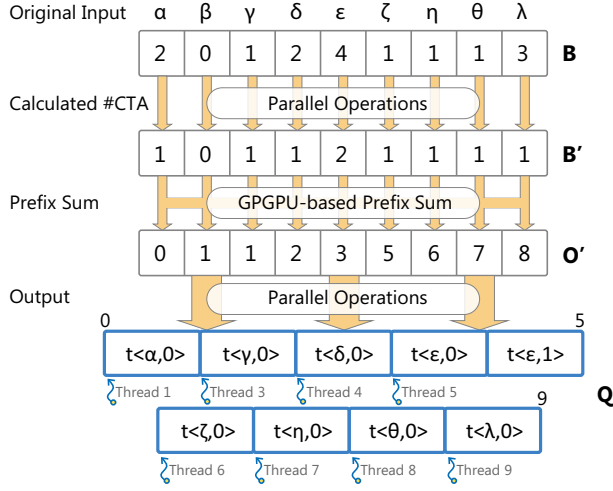 Original Input α β γ δ ε ζ η θ λ
2 0 1 2 4 1 1 1 3 B
Calculated #CTA Parallel Operations
1 0 1 1 2 1 1 1 1 B’
Prefix Sum GPGPU-based Prefix Sum
0 1 1 2 3 5 6 7 8 O’
Output Parallel Operations
0 5
t<α,0> t<γ,0> t<δ,0> t<ε,0> t<ε,1>
Thread 1 Thread 3 Thread 4 Thread 5 Q
9
t<ζ,0> t<η,0> t<θ,0> t<λ,0>
Thread 6 Thread 7 Thread 8 Thread 9